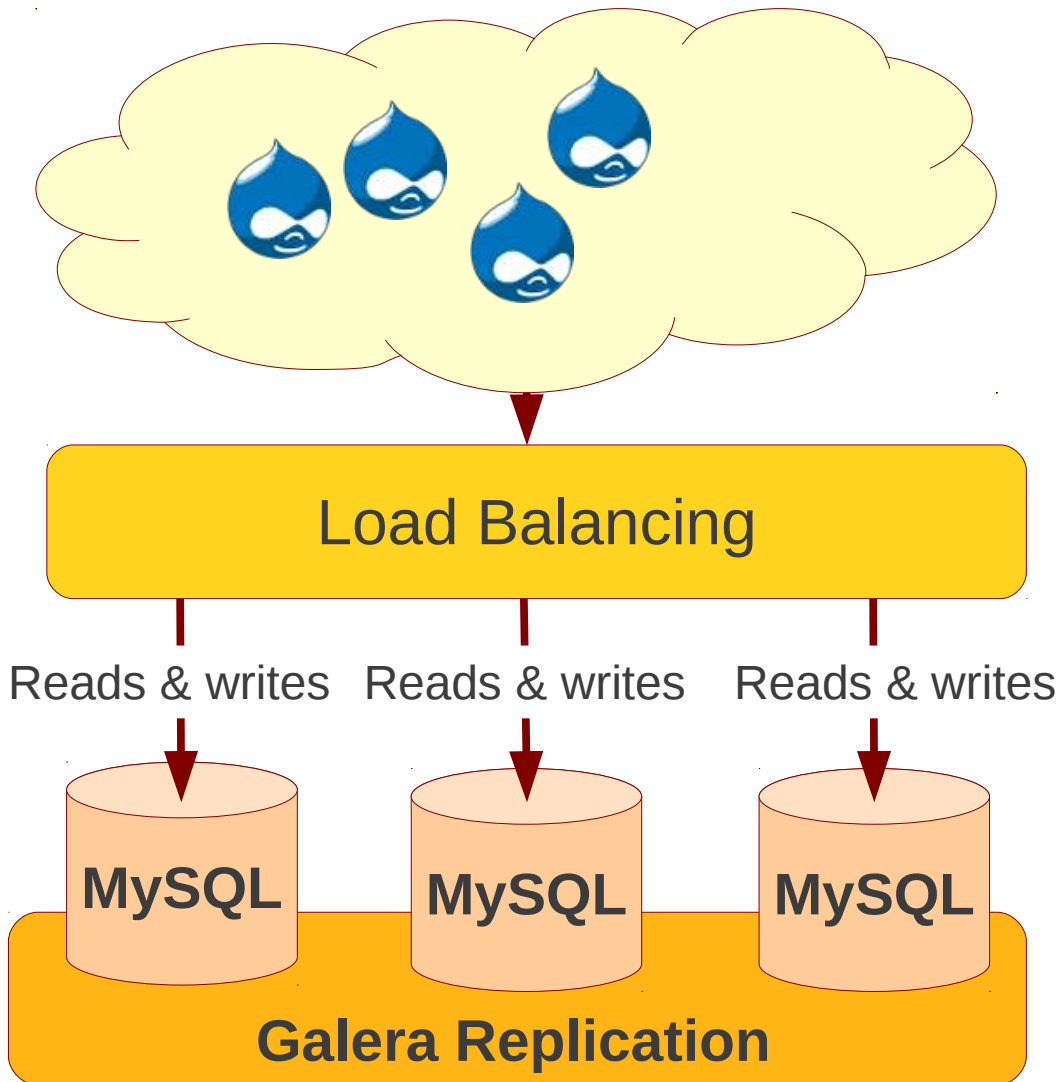 Load Balancing
Reads & writes Reads & writes Reads & writes
MySQL MySQL MySQL
Galera Replication